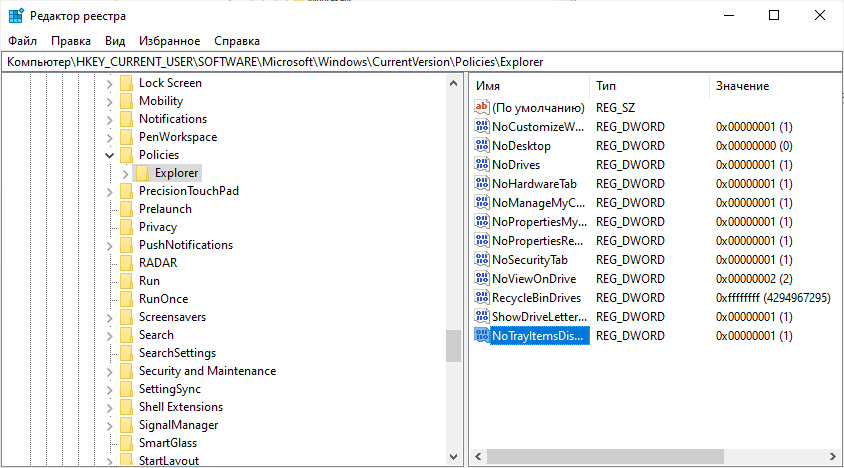 Редактор реестра
Файл Правка Вид Избранное Справка
Компьютер\HKEY_CURRENT_USER\SOFTWARE\Microsoft\Windows\CurrentVersion\Policies\Explorer
Lock Screen
Mobility
Notifications
PenWorkspace
Policies
Explorer
PrecisionTouchPad
Prelaunch
Privacy
PushNotifications
RADAR
Run
RunOnce
Screensavers
Search
SearchSettings
Security and Maintenance
SettingSync
Shell Extensions
SignalManager
SmartGlass
StartLayout
Имя Тип Значение
(По умолчанию) REG_SZ
NoCustomizeW... REG_DWORD 0x00000001 (1)
NoDesktop REG_DWORD 0x00000000 (0)
NoDrives REG_DWORD 0x00000001 (1)
NoHardwareTab REG_DWORD 0x00000001 (1)
NoManageMyC... REG_DWORD 0x00000001 (1)
NoPropertiesMy... REG_DWORD 0x00000001 (1)
NoPropertiesRe... REG_DWORD 0x00000001 (1)
NoSecurityTab REG_DWORD 0x00000001 (1)
NoViewOnDrive REG_DWORD 0x00000002 (2)
RecycleBinDrives REG_DWORD 0xffffffff (4294967295)
ShowDriveLetter... REG_DWORD 0x00000001 (1)
NoTrayItemsDis... REG_DWORD 0x00000001 (1)